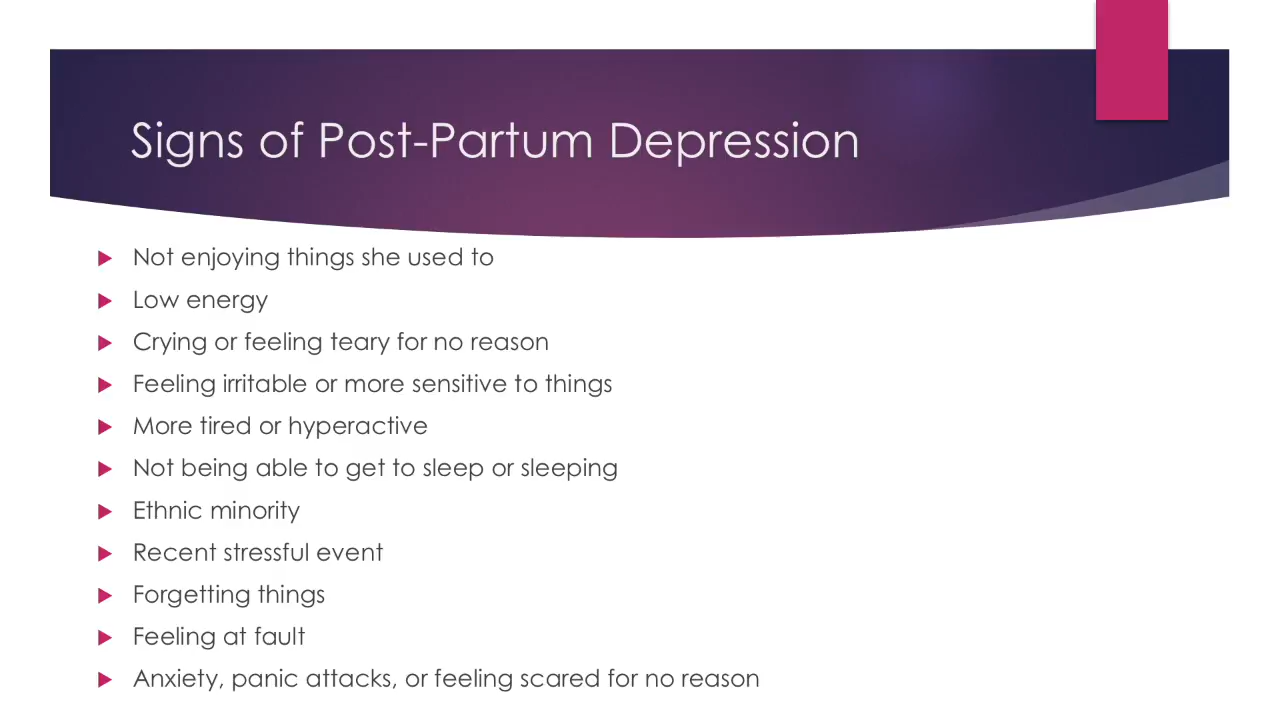 Signs of Post-Partum Depression
Not enjoying things she used to
Low energy
Crying or feeling teary for no reason
Feeling irritable or more sensitive to things
More tired or hyperactive
Not being able to get to sleep or sleeping
Ethnic minority
Recent stressful event
Forgetting things
Feeling at fault
Anxiety, panic attacks, or feeling scared for no reason